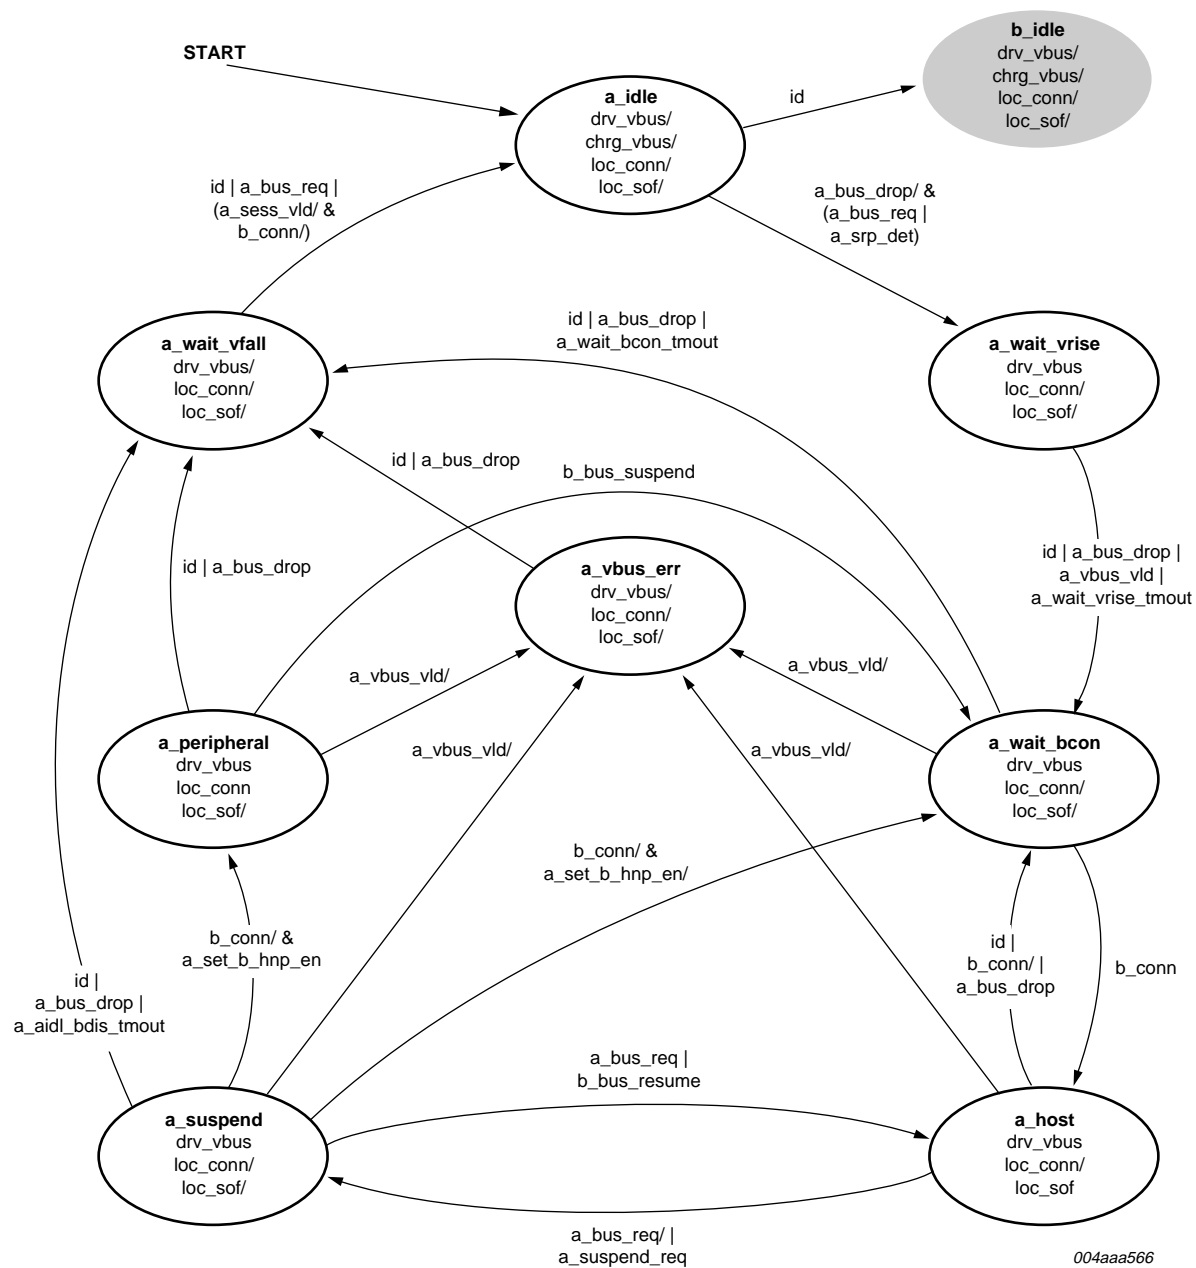 START
b_idle
drv_vbus/
chrg_vbus/
loc_conn/
loc_sof/
a_idle
drv_vbus/
chrg_vbus/
loc_conn/
loc_sof/
id
id | a_bus_req |
(a_sess_vld/ &
b_conn/)
a_bus_drop/ &
(a_bus_req |
a_srp_det)
a_wait_vfall
drv_vbus/
loc_conn/
loc_sof/
id | a_bus_drop |
a_wait_bcon_tmout
a_wait_vrise
drv_vbus
loc_conn/
loc_sof/
id | a_bus_drop
b_bus_suspend
id | a_bus_drop
a_vbus_err
drv_vbus/
loc_conn/
loc_sof/
id | a_bus_drop |
a_vbus_vld |
a_wait_vrise_tmout
a_vbus_vld/
a_vbus_vld/
a_peripheral
drv_vbus
loc_conn
loc_sof/
a_vbus_vld/
a_vbus_vld/
a_wait_bcon
drv_vbus
loc_conn/
loc_sof/
b_conn/ &
a_set_b_hnp_en/
b_conn/ &
a_set_b_hnp_en
id |
b_conn/ |
a_bus_drop
b_conn
id |
a_bus_drop |
a_aidl_bdis_tmout
a_bus_req |
b_bus_resume
a_suspend
drv_vbus
loc_conn/
loc_sof/
a_host
drv_vbus
loc_conn/
loc_sof
a_bus_req/ |
a_suspend_req
004aaa566